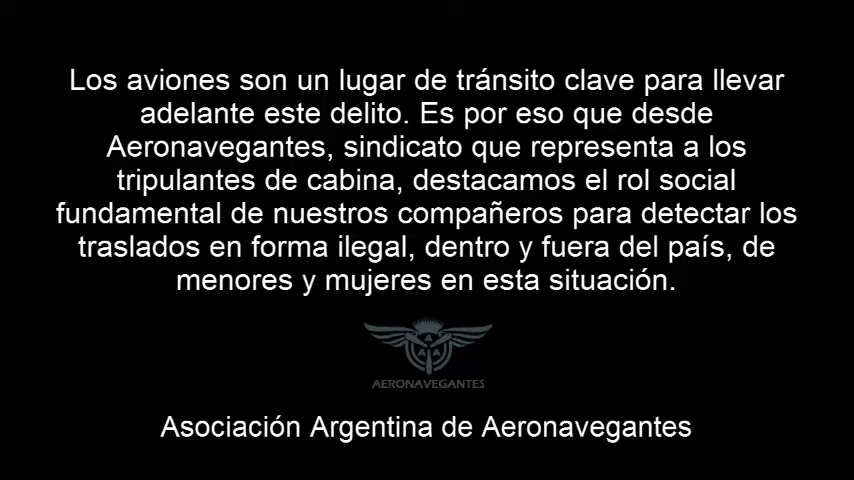 Los aviones son un lugar de tránsito clave para llevar
adelante este delito. Es por eso que desde
Aeronavegantes, sindicato que representa a los
tripulantes de cabina, destacamos el rol social
fundamental de nuestros compañeros para detectar los
traslados en forma ilegal, dentro y fuera del país, de
menores y mujeres en esta situación.
A
A A
AERONAVEGANTES
Asociación Argentina de Aeronavegantes